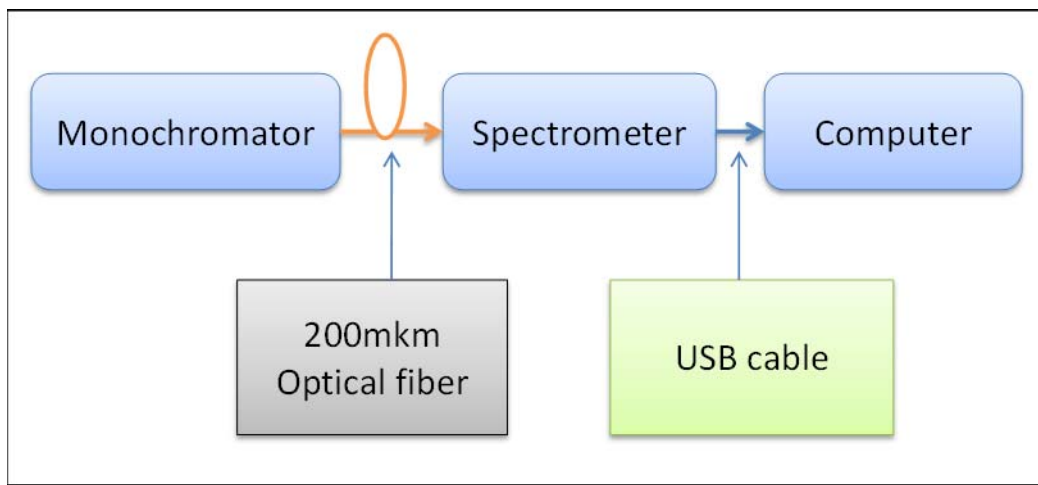 Monochromator
Spectrometer
Computer
200mkm
Optical fiber
USB cable